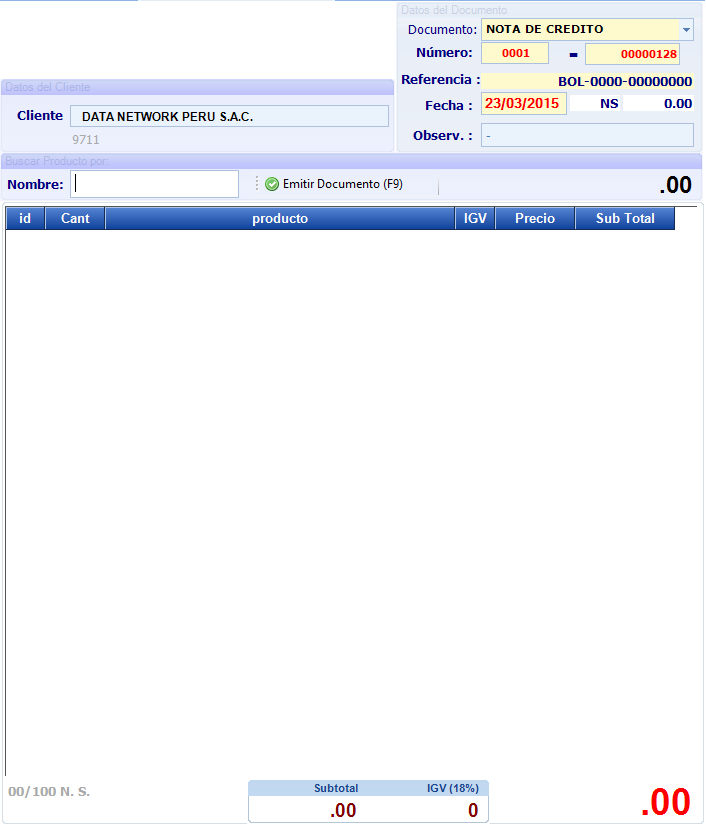 Datos del Documento
Documento: NOTA DE CREDITO
Número: 0001 - 00000128
Referencia : BOL-0000-00000000
Datos del Cliente
Fecha : 23/03/2015 NS 0.00
Cliente DATA NETWORK PERU S.A.C.
Observ. : -
9711
Buscar Producto por:
Nombre: Emitir Documento (F9) .00
id Cant producto IGV Precio Sub Total
00/100 N. S. Subtotal IGV (18%)
.00 0 .00